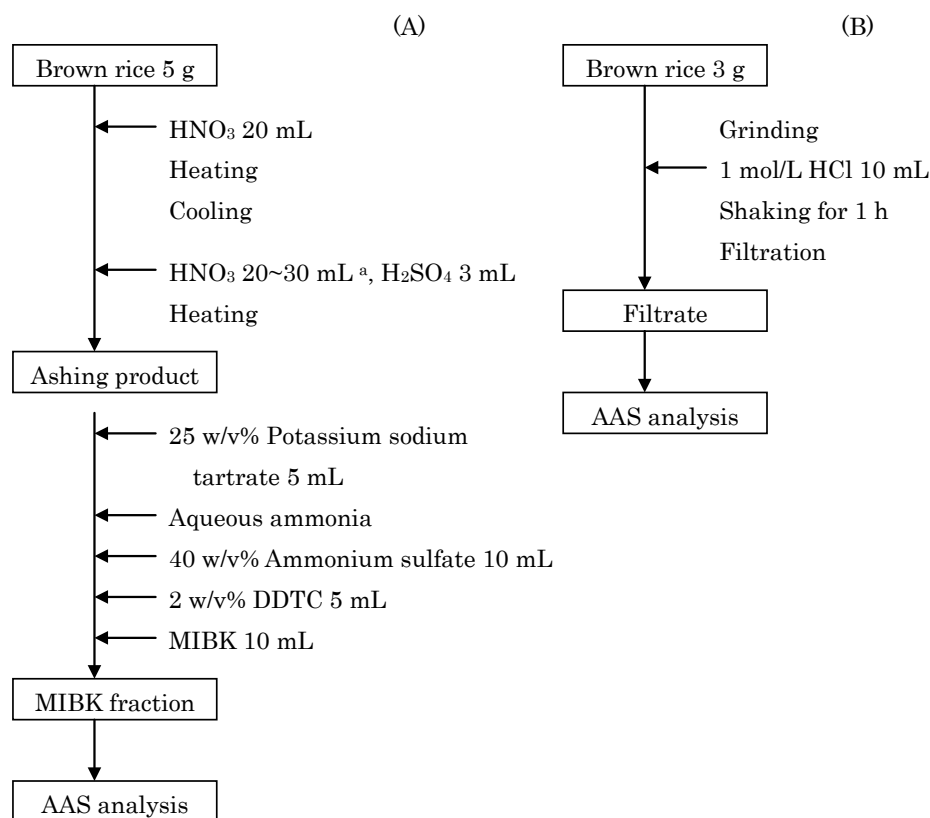 (A)
Brown rice 5 g
HNO₃ 20 mL
Heating
Cooling
HNO₃ 20~30 mL ᵃ, H₂SO₄ 3 mL
Heating
Ashing product
25 w/v% Potassium sodium
tartrate 5 mL
Aqueous ammonia
40 w/v% Ammonium sulfate 10 mL
2 w/v% DDTC 5 mL
MIBK 10 mL
MIBK fraction
AAS analysis
(B)
Brown rice 3 g
Grinding
1 mol/L HCl 10 mL
Shaking for 1 h
Filtration
Filtrate
AAS analysis